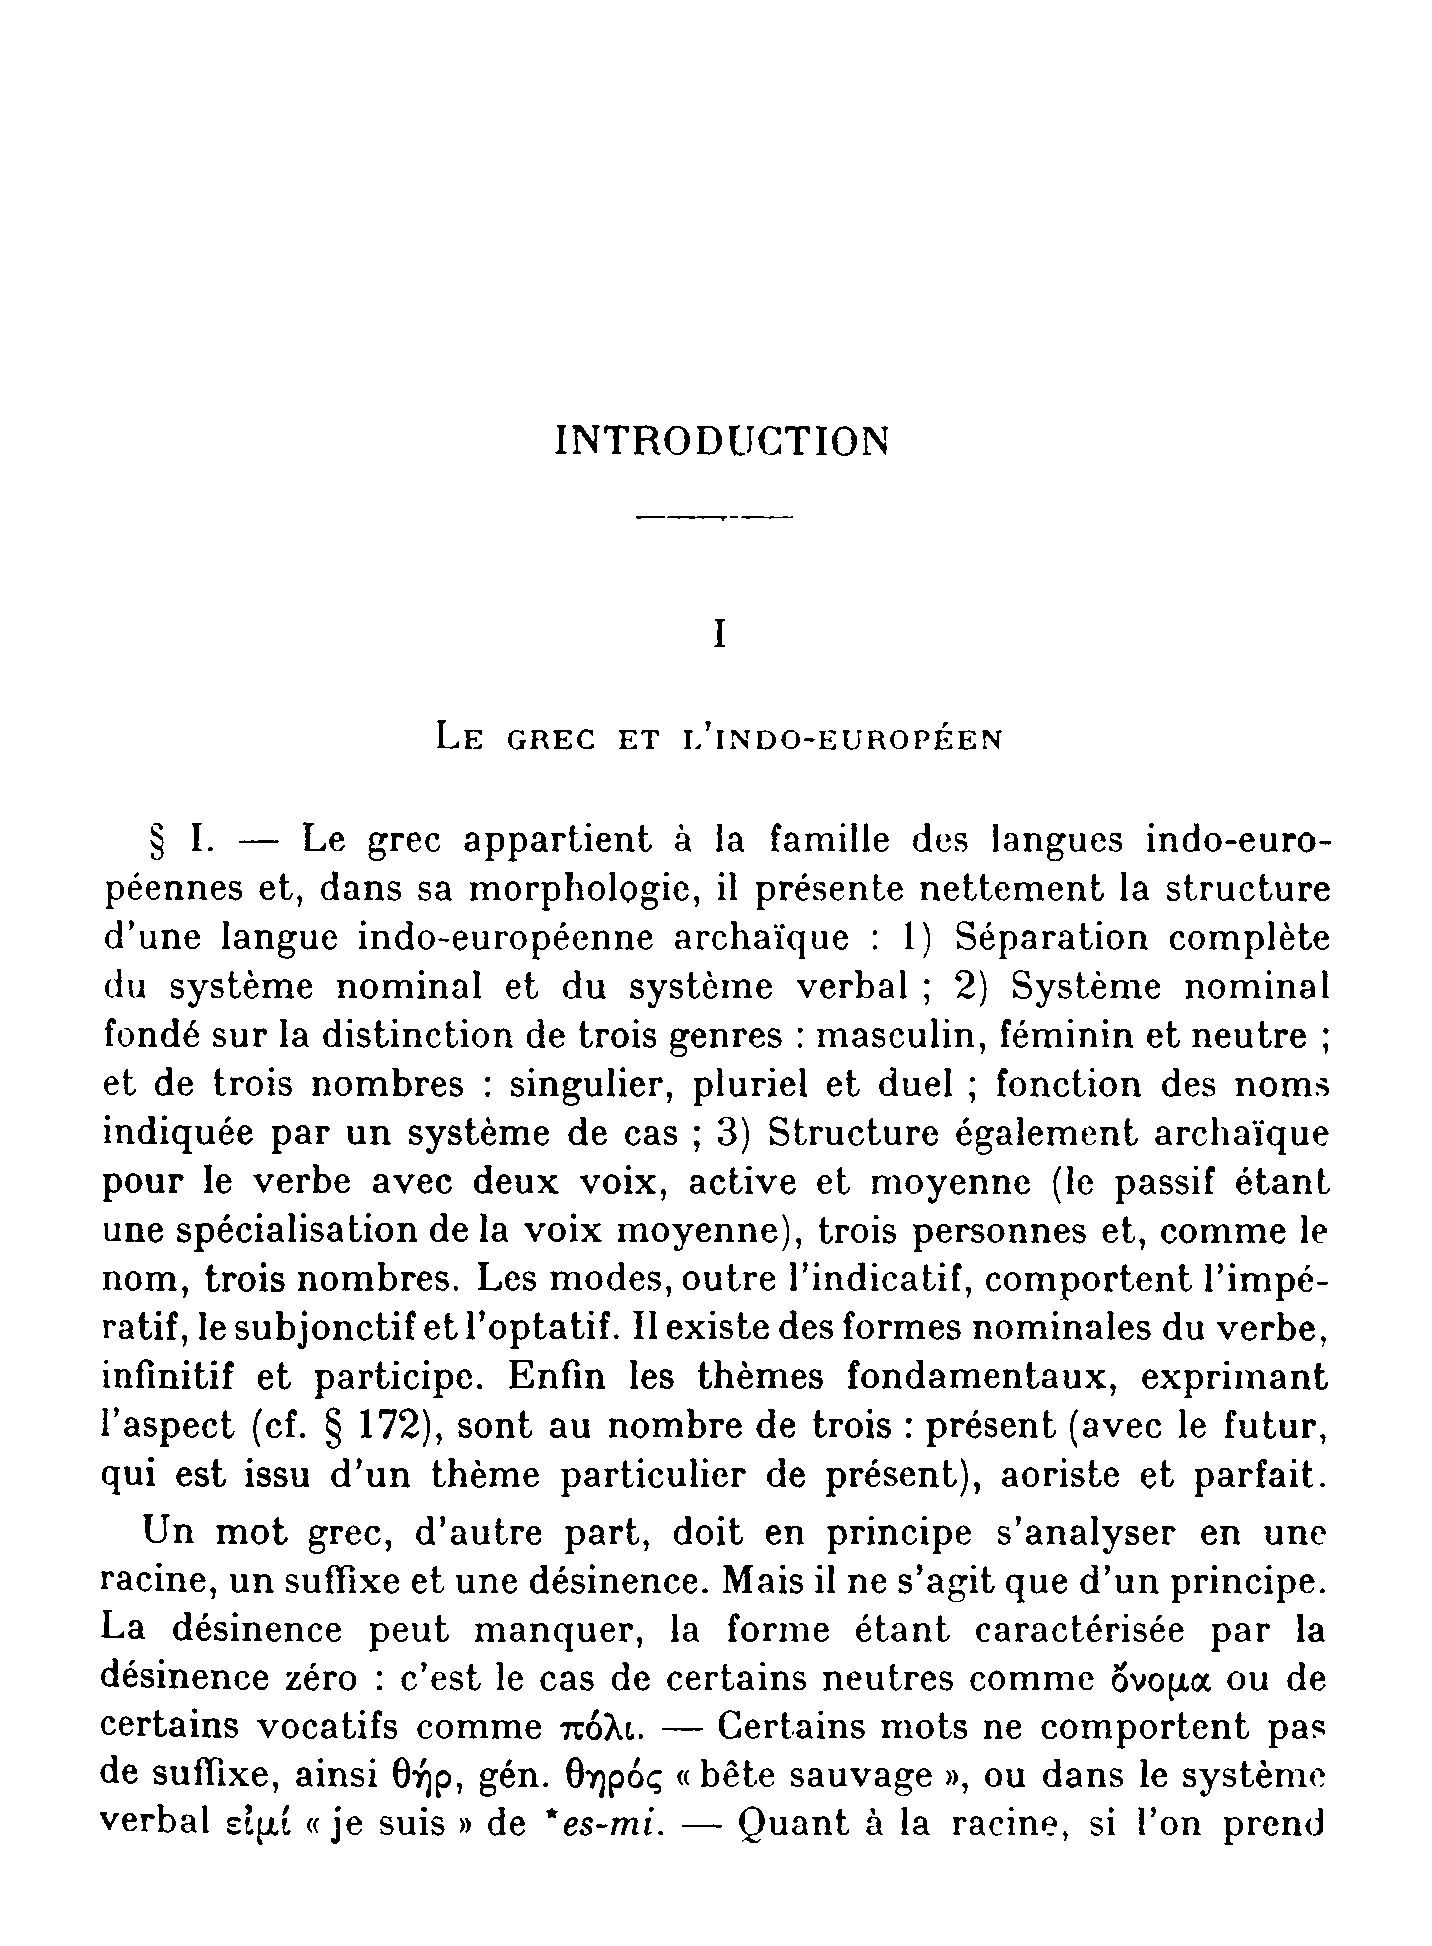 INTRODUCTION
I
Le grec et l'indo-européen
§ I. — Le grec appartient à la famille des langues indo-euro-
péennes et, dans sa morphologie, il présente nettement la structure
d'une langue indo-européenne archaïque : 1) Séparation complète
du système nominal et du système verbal ; 2) Système nominal
fondé sur la distinction de trois genres : masculin, féminin et neutre ;
et de trois nombres : singulier, pluriel et duel ; fonction des noms
indiquée par un système de cas ; 3) Structure également archaïque
pour le verbe avec deux voix, active et moyenne (le passif étant
une spécialisation de la voix moyenne), trois personnes et, comme le
nom, trois nombres. Les modes, outre l'indicatif, comportent l'impé-
ratif, le subjonctif et l'optatif. Il existe des formes nominales du verbe,
infinitif et participe. Enfin les thèmes fondamentaux, exprimant
l'aspect (cf. § 172), sont au nombre de trois : présent (avec le futur,
qui est issu d'un thème particulier de présent), aoriste et parfait.
Un mot grec, d'autre part, doit en principe s'analyser en une
racine, un suffixe et une désinence. Mais il ne s'agit que d'un principe.
La désinence peut manquer, la forme étant caractérisée par la
désinence zéro : c'est le cas de certains neutres comme ὄνομα ou de
certains vocatifs comme πόλι. — Certains mots ne comportent pas
de suffixe, ainsi θήρ, gén. θηρός « bête sauvage », ou dans le système
verbal εἰμί « je suis » de *es-mi. — Quant à la racine, si l'on prend